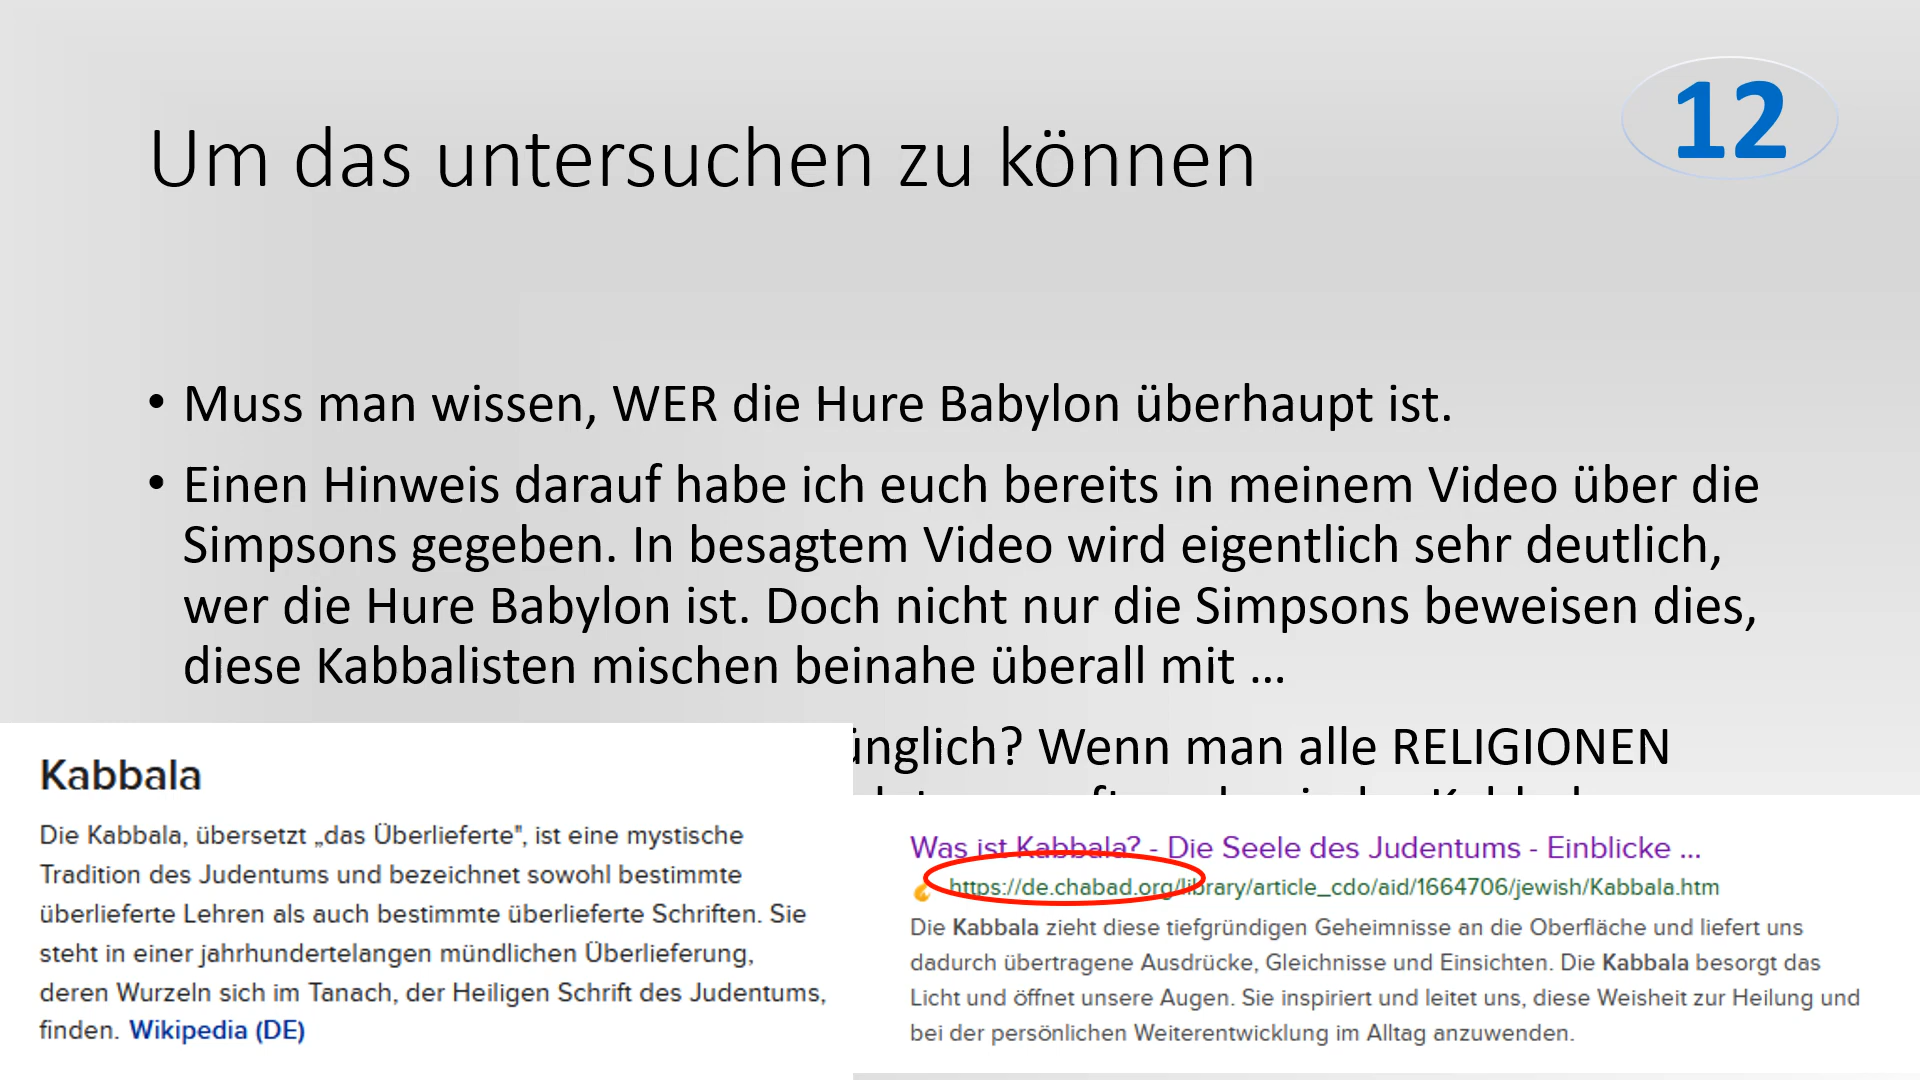 12
Um das untersuchen zu können
• Muss man wissen, WER die Hure Babylon überhaupt ist.
• Einen Hinweis darauf habe ich euch bereits in meinem Video über die
Simpsons gegeben. In besagtem Video wird eigentlich sehr deutlich,
wer die Hure Babylon ist. Doch nicht nur die Simpsons beweisen dies,
diese Kabbalisten mischen beinahe überall mit ...
ünglich? Wenn man alle RELIGIONEN
Kabbala
Die Kabbala, übersetzt „das Überlieferte", ist eine mystische
Tradition des Judentums und bezeichnet sowohl bestimmte
überlieferte Lehren als auch bestimmte überlieferte Schriften. Sie
steht in einer jahrhundertelangen mündlichen Überlieferung,
deren Wurzeln sich im Tanach, der Heiligen Schrift des Judentums,
finden. Wikipedia (DE)
Was ist Kabbala? - Die Seele des Judentums - Einblicke ...
https://de.chabad.org/library/article_cdo/aid/1664706/jewish/Kabbala.htm
Die Kabbala zieht diese tiefgründigen Geheimnisse an die Oberfläche und liefert uns
dadurch übertragene Ausdrücke, Gleichnisse und Einsichten. Die Kabbala besorgt das
Licht und öffnet unsere Augen. Sie inspiriert und leitet uns, diese Weisheit zur Heilung und
bei der persönlichen Weiterentwicklung im Alltag anzuwenden.